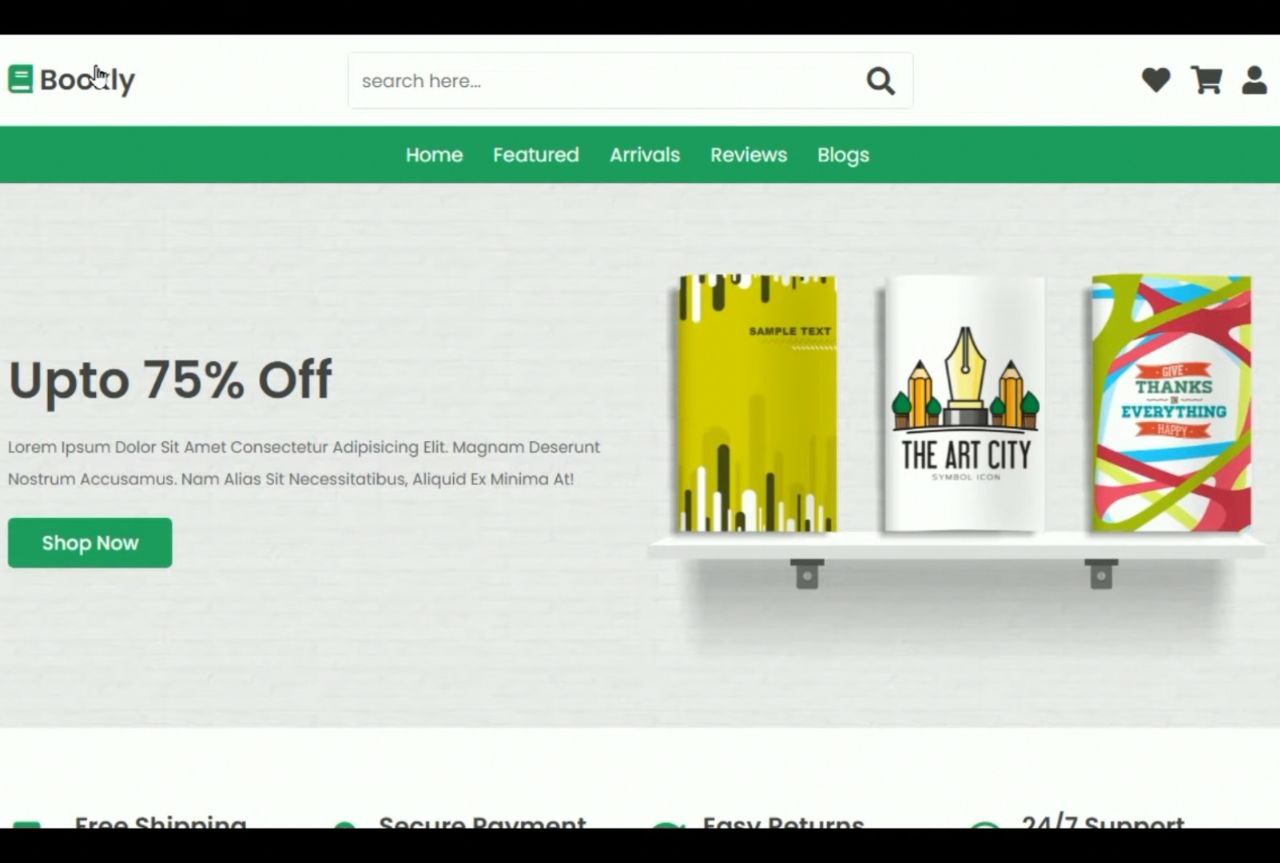 Bookly
search here...
Home Featured Arrivals Reviews Blogs
SAMPLE TEXT
GIVE
THANKS
IN
EVERYTHING
HAPPY
THE ART CITY
SYMBOL ICON
Upto 75% Off
Lorem Ipsum Dolor Sit Amet Consectetur Adipisicing Elit. Magnam Deserunt
Nostrum Accusamus. Nam Alias Sit Necessitatibus, Aliquid Ex Minima At!
Shop Now
Free Shipping Secure Payment Easy Returns 24/7 Support